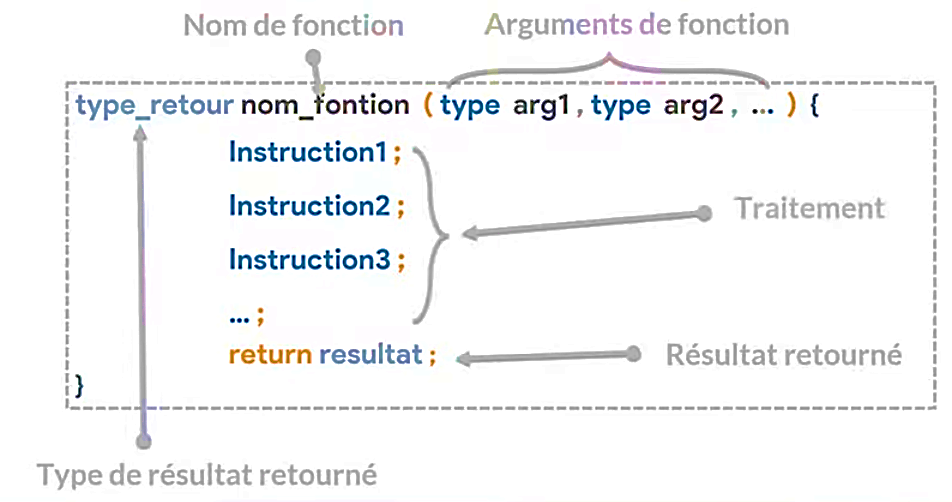 Nom de fonction Arguments de fonction
type_retour nom_fontion ( type arg1 , type arg2 , ... ) {
Instruction1 ;
Instruction2 ;
Traitement
Instruction3 ;
... ;
return resultat ;
Résultat retourné
}
Type de résultat retourné